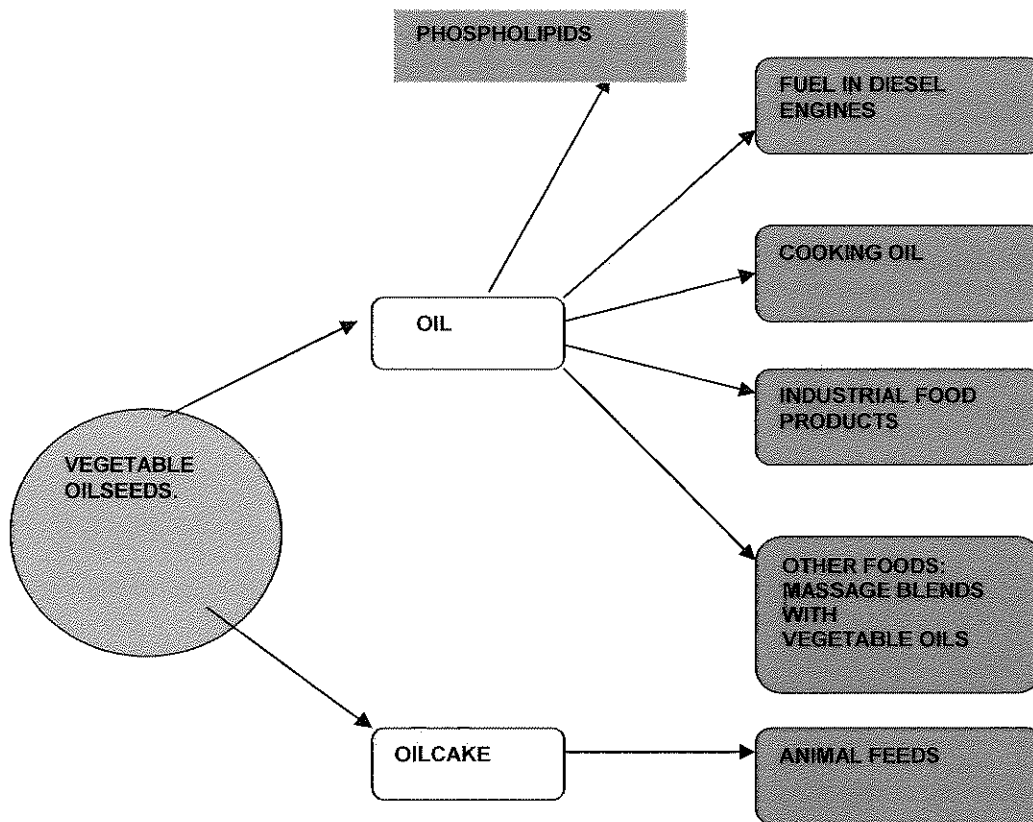 PHOSPHOLIPIDS
FUEL IN DIESEL
ENGINES
COOKING OIL
OIL
INDUSTRIAL FOOD
PRODUCTS
VEGETABLE
OILSEEDS.
OTHER FOODS:
MASSAGE BLENDS
WITH
VEGETABLE OILS
OILCAKE
ANIMAL FEEDS